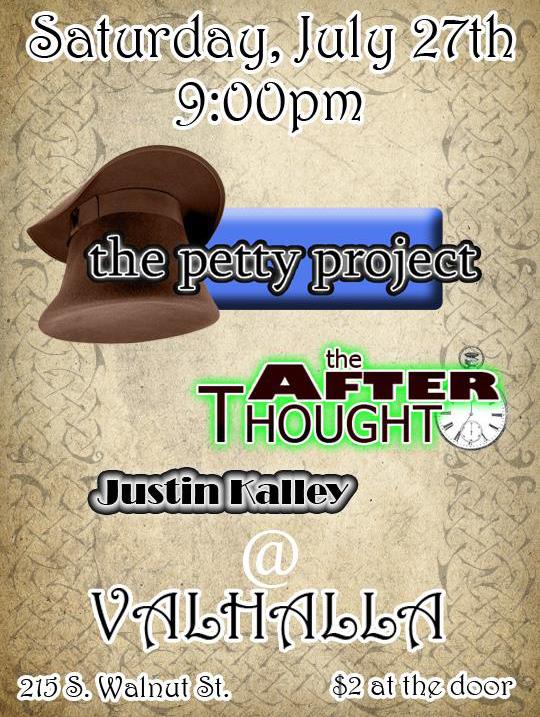 Saturday, July 27th
9:00pm
the petty project
the
AFTER
THOUGHT
Justin Kalley
@
VALHALLA
215 S. Walnut St.
$2 at the door